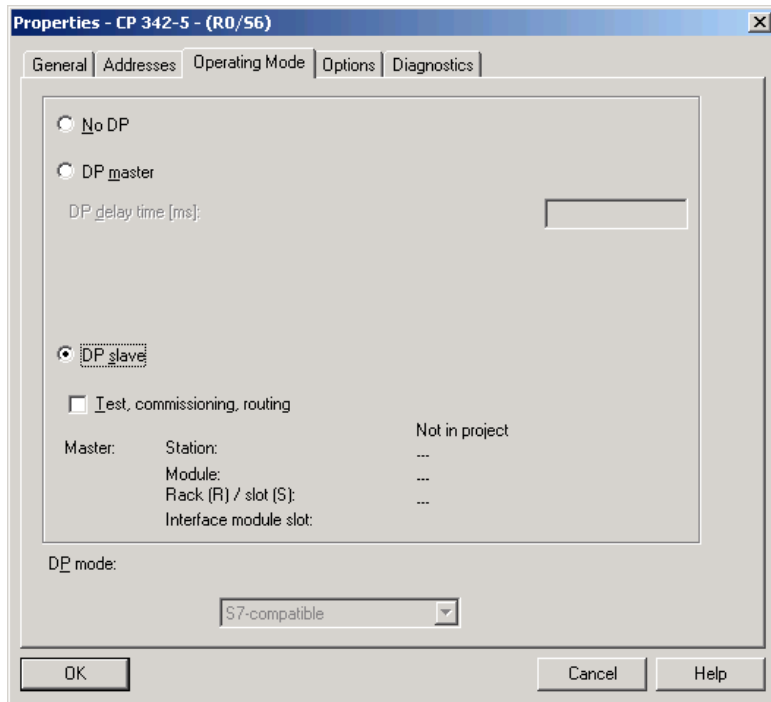 Properties - CP 342-5 - (R0/S6)
General Addresses Operating Mode Options Diagnostics
No DP
DP master
DP delay time [ms]:
DP slave
Test, commissioning, routing
Not in project
Master: Station: ---
Module: ---
Rack (R) / slot (S): ---
Interface module slot:
DP mode:
S7-compatible
OK Cancel Help